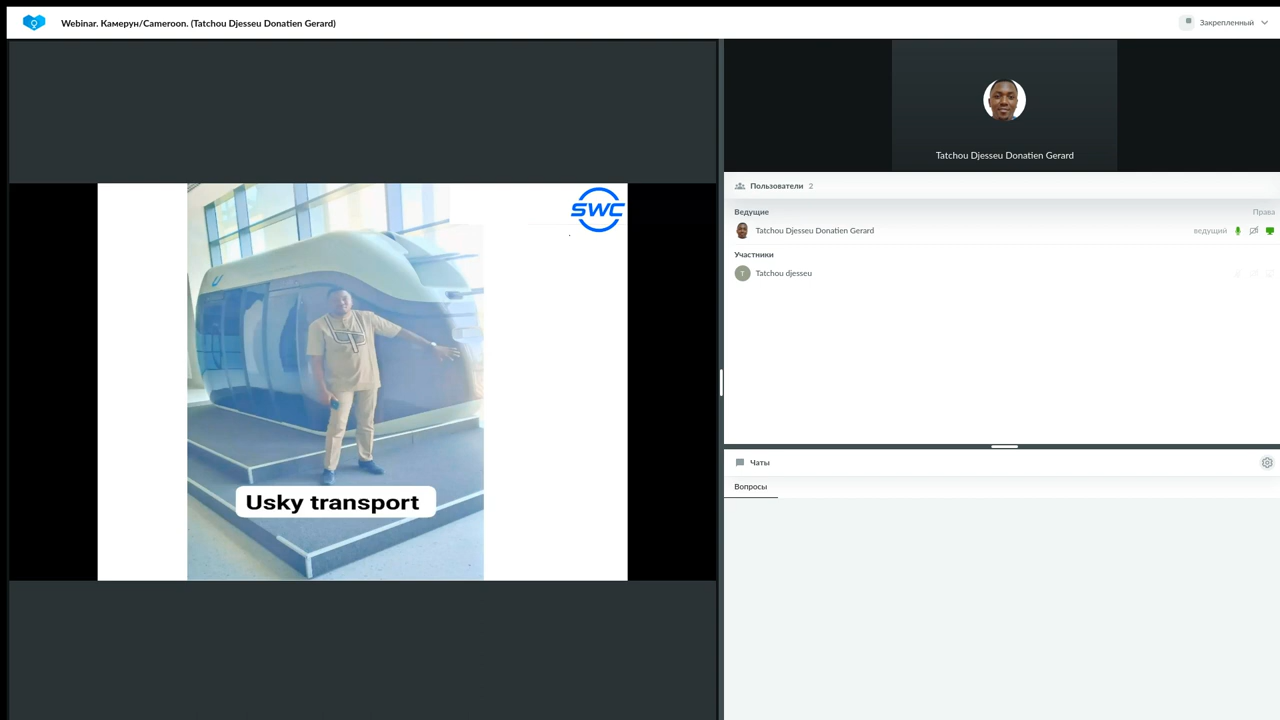 Webinar. Камерун/Cameroon. (Tatchou Djesseu Donatien Gerard)
Закрепленный
SWC
Usky transport
Tatchou Djesseu Donatien Gerard
Пользователи 2
Ведущие Права
Tatchou Djesseu Donatien Gerard ведущий
Участники
T Tatchou djesseu
Чаты
Вопросы